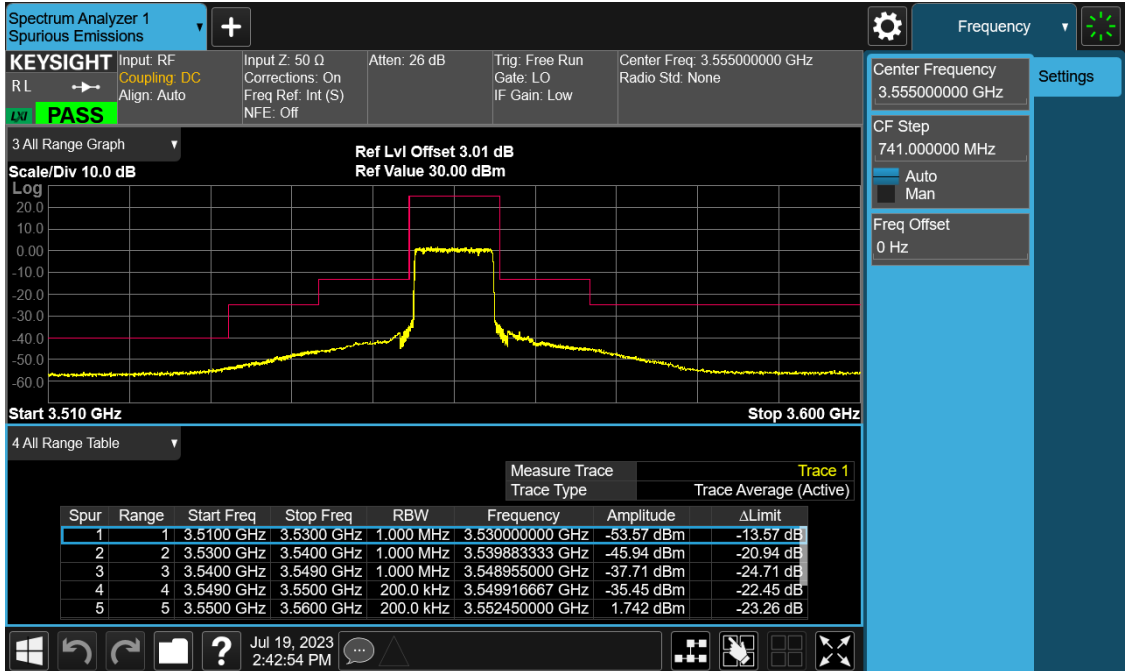 Spectrum Analyzer 1
Spurious Emissions
+
Frequency
KEYSIGHT
R L
LXI PASS
Input: RF
Coupling: DC
Align: Auto
Input Z: 50 Ω
Corrections: On
Freq Ref: Int (S)
NFE: Off
Atten: 26 dB
Trig: Free Run
Gate: LO
IF Gain: Low
Center Freq: 3.555000000 GHz
Radio Std: None
Center Frequency
3.555000000 GHz
Settings
CF Step
741.000000 MHz
Auto
Man
Freq Offset
0 Hz
3 All Range Graph
Scale/Div 10.0 dB
Ref Lvl Offset 3.01 dB
Ref Value 30.00 dBm
Log
20.0
10.0
0.00
-10.0
-20.0
-30.0
-40.0
-50.0
-60.0
Start 3.510 GHz
Stop 3.600 GHz
4 All Range Table
Measure Trace Trace 1
Trace Type Trace Average (Active)
Spur Range Start Freq Stop Freq RBW Frequency Amplitude ΔLimit
1 1 3.5100 GHz 3.5300 GHz 1.000 MHz 3.530000000 GHz -53.57 dBm -13.57 dB
2 2 3.5300 GHz 3.5400 GHz 1.000 MHz 3.539883333 GHz -45.94 dBm -20.94 dB
3 3 3.5400 GHz 3.5490 GHz 1.000 MHz 3.548955000 GHz -37.71 dBm -24.71 dB
4 4 3.5490 GHz 3.5500 GHz 200.0 kHz 3.549916667 GHz -35.45 dBm -22.45 dB
5 5 3.5500 GHz 3.5600 GHz 200.0 kHz 3.552450000 GHz 1.742 dBm -23.26 dB
?
Jul 19, 2023
2:42:54 PM